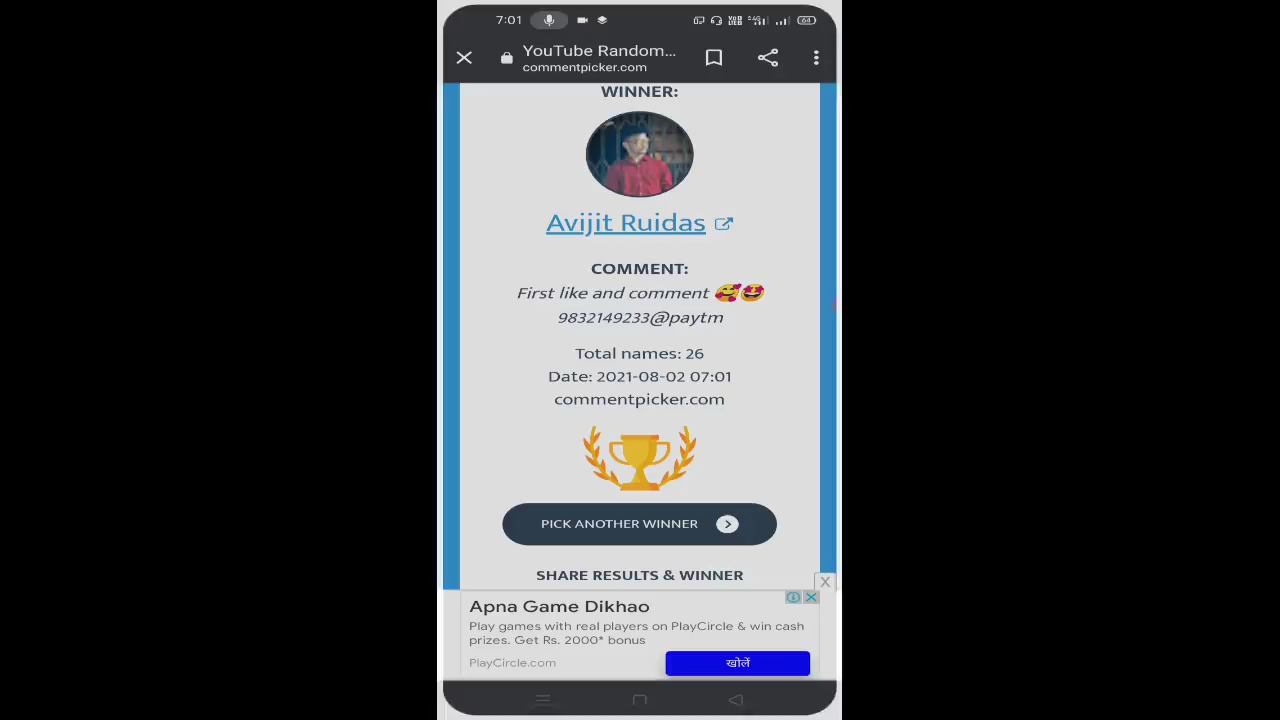 7:01
64
YouTube Random...
commentpicker.com
WINNER:
Avijit Ruidas
COMMENT:
First like and comment 🥰🤩
9832149233@paytm
Total names: 26
Date: 2021-08-02 07:01
commentpicker.com
PICK ANOTHER WINNER
SHARE RESULTS & WINNER
X
Apna Game Dikhao
Play games with real players on PlayCircle & win cash
prizes. Get Rs. 2000* bonus
PlayCircle.com
खोलें